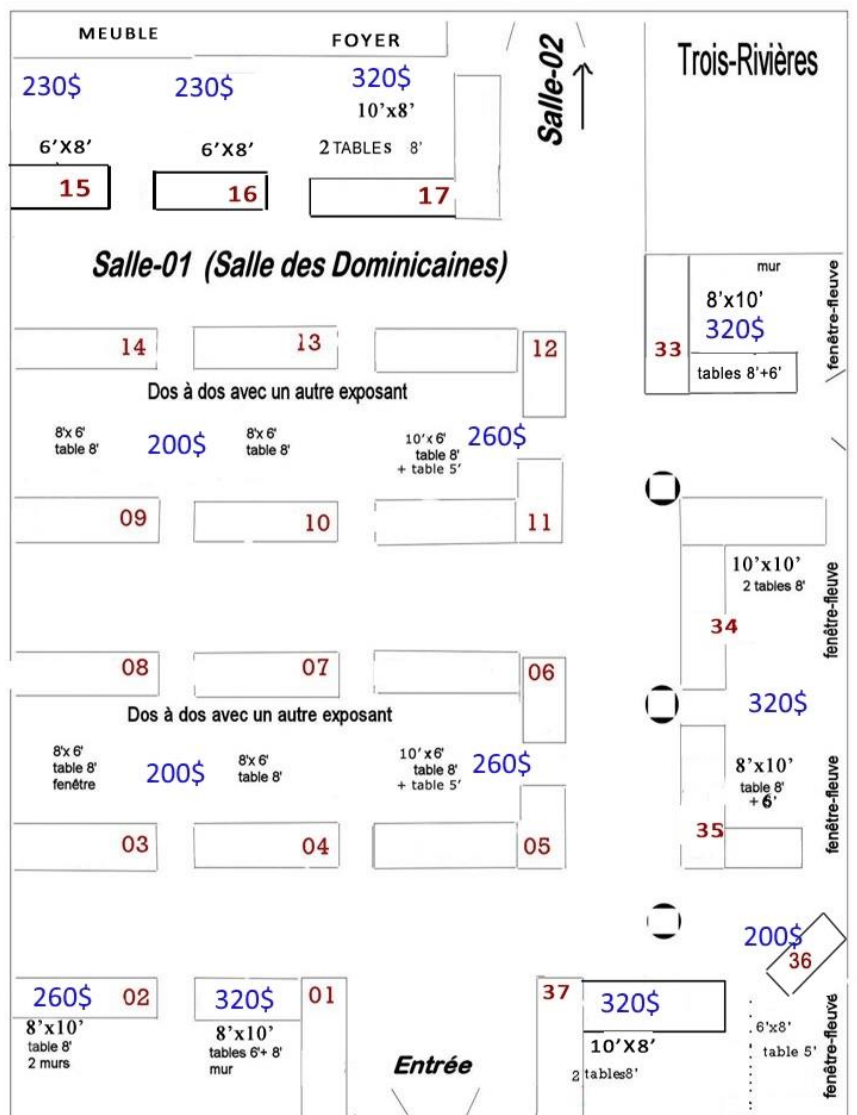 MEUBLE
FOYER
Salle-02
Trois-Rivières
230$
230$
320$
10'x8'
6'X8'
6'X8'
2 TABLES 8'
15
16
17
Salle-01 (Salle des Dominicaines)
mur
8'x10'
320$
33
tables 8'+6'
fenêtre-fleuve
14
13
12
Dos à dos avec un autre exposant
8'x 6'
table 8'
200$
8'x 6'
table 8'
10'x 6'
table 8'
+ table 5'
260$
09
10
11
10'x10'
2 tables 8'
34
fenêtre-fleuve
08
07
06
320$
Dos à dos avec un autre exposant
8'x 6'
table 8'
fenêtre
200$
8'x 6'
table 8'
10'x6'
table 8'
+ table 5'
260$
8'x10'
table 8'
+6'
35
fenêtre-fleuve
03
04
05
200$
36
260$
02
320$
01
37
320$
8'x10'
table 8'
2 murs
8'x10'
tables 6'+ 8'
mur
Entrée
10'X8'
2 tables8'
6'x8'
table 5'
fenêtre-fleuve